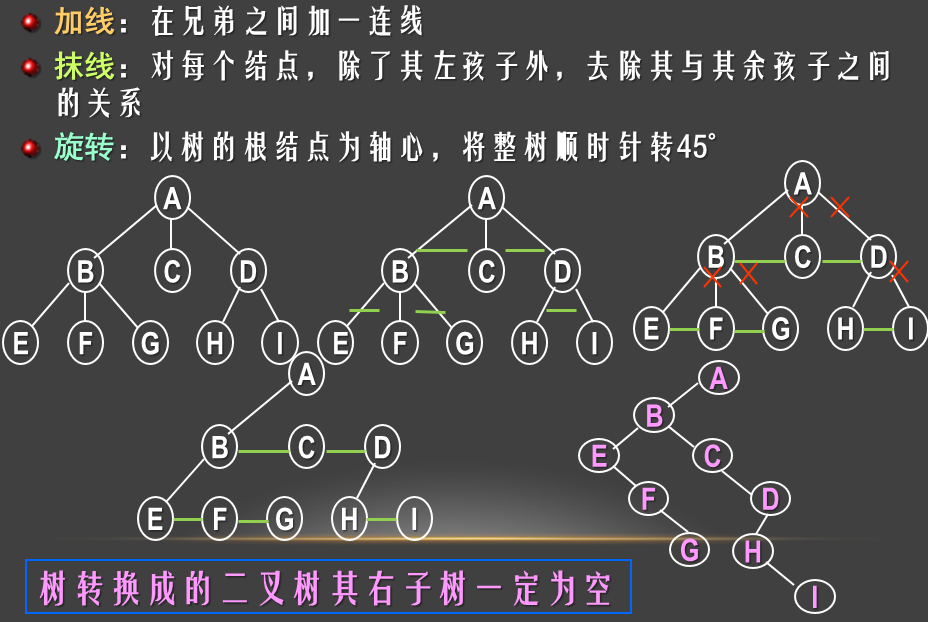 加线：在兄弟之间加一连线
抹线：对每个结点，除了其左孩子外，去除其与其余孩子之间
的关系
旋转：以树的根结点为轴心，将整树顺时针转45°
A
B C D
E F G H I
A
B C D
E F G H I
A
B C D
E F G H I
A
B C D
E F G H I
A
B
E C
F D
G H
I
树转换成的二叉树其右子树一定为空